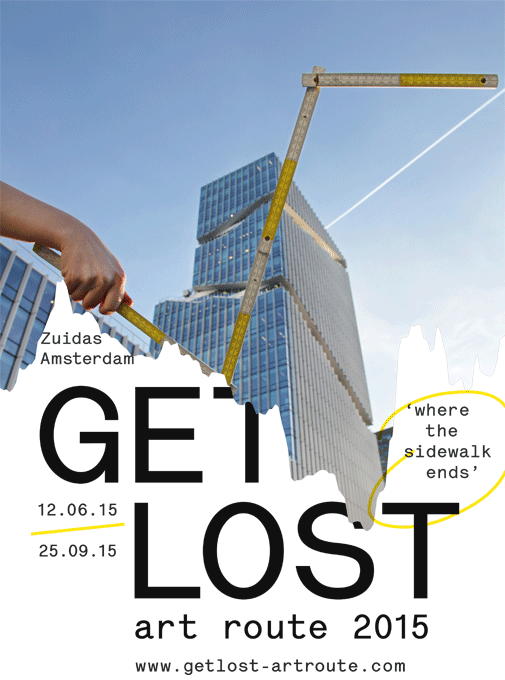 Zuidas
Amsterdam
GET
'where
the
sidewalk
ends'
12.06.15
25.09.15
LOST
art route 2015
www.getlost-artroute.com